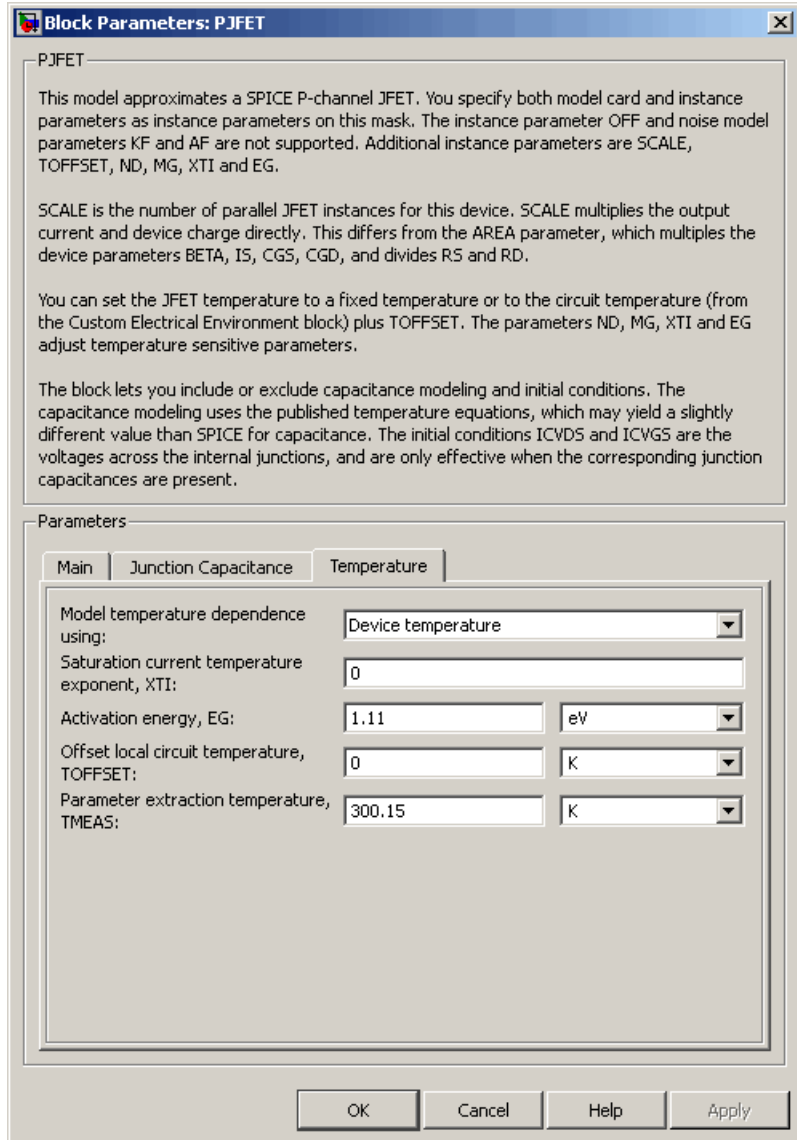 Block Parameters: PJFET
PJFET
This model approximates a SPICE P-channel JFET. You specify both model card and instance
parameters as instance parameters on this mask. The instance parameter OFF and noise model
parameters KF and AF are not supported. Additional instance parameters are SCALE,
TOFFSET, ND, MG, XTI and EG.
SCALE is the number of parallel JFET instances for this device. SCALE multiplies the output
current and device charge directly. This differs from the AREA parameter, which multiples the
device parameters BETA, IS, CGS, CGD, and divides RS and RD.
You can set the JFET temperature to a fixed temperature or to the circuit temperature (from
the Custom Electrical Environment block) plus TOFFSET. The parameters ND, MG, XTI and EG
adjust temperature sensitive parameters.
The block lets you include or exclude capacitance modeling and initial conditions. The
capacitance modeling uses the published temperature equations, which may yield a slightly
different value than SPICE for capacitance. The initial conditions ICVDS and ICVGS are the
voltages across the internal junctions, and are only effective when the corresponding junction
capacitances are present.
Parameters
Main Junction Capacitance Temperature
Model temperature dependence
using:
Device temperature
Saturation current temperature
exponent, XTI:
0
Activation energy, EG:
1.11 eV
Offset local circuit temperature,
TOFFSET:
0 K
Parameter extraction temperature,
TMEAS:
300.15 K
OK Cancel Help Apply